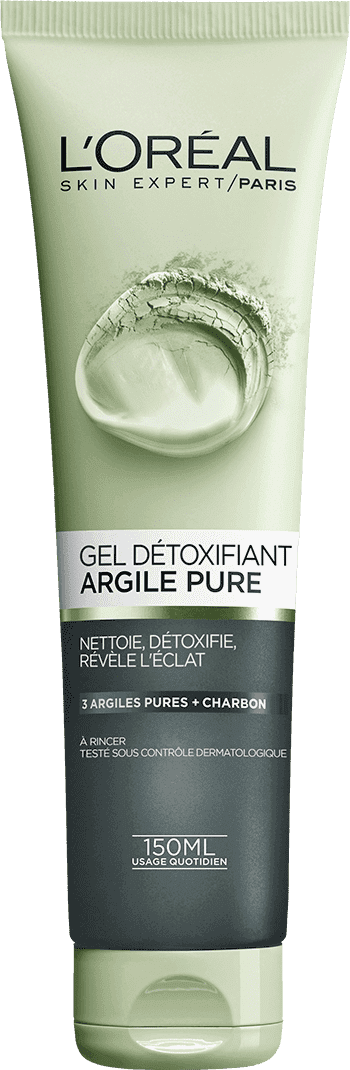 L'ORÉAL
SKIN EXPERT/PARIS
GEL DÉTOXIFIANT
ARGILE PURE
NETTOIE, DÉTOXIFIE,
RÉVÈLE L'ÉCLAT
3 ARGILES PURES + CHARBON
À RINCER
TESTÉ SOUS CONTRÔLE DERMATOLOGIQUE
150ML
USAGE QUOTIDIEN